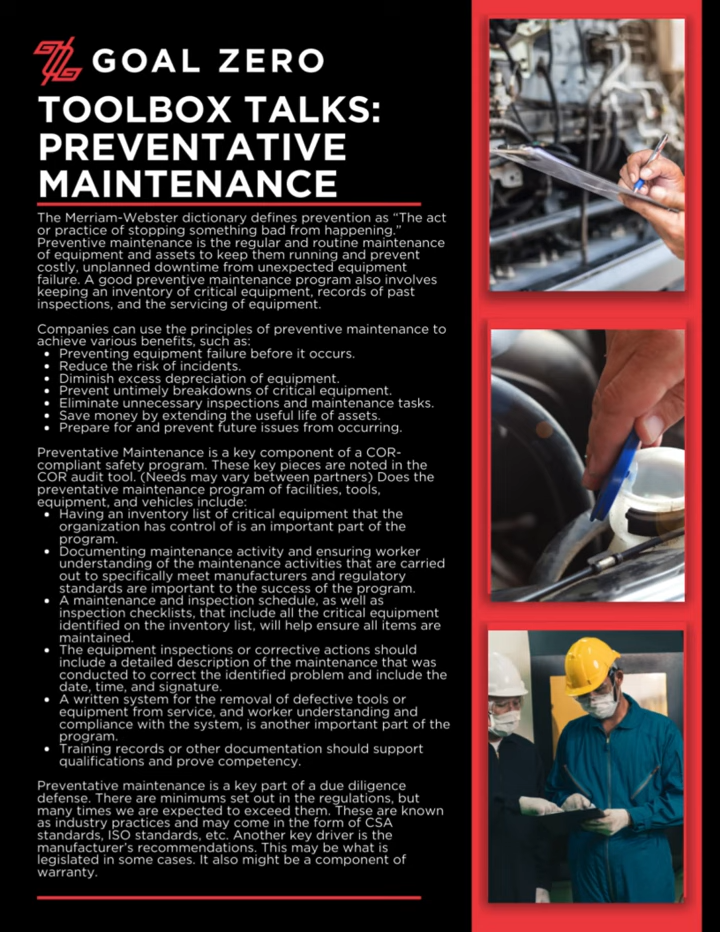 GOAL ZERO
TOOLBOX TALKS:
PREVENTATIVE
MAINTENANCE
The Merriam-Webster dictionary defines prevention as “The act
or practice of stopping something bad from happening.”
Preventive maintenance is the regular and routine maintenance
of equipment and assets to keep them running and prevent
costly, unplanned downtime from unexpected equipment
failure. A good preventive maintenance program also involves
keeping an inventory of critical equipment, records of past
inspections, and the servicing of equipment.
Companies can use the principles of preventive maintenance to
achieve various benefits, such as:
• Preventing equipment failure before it occurs.
• Reduce the risk of incidents.
• Diminish excess depreciation of equipment.
• Prevent untimely breakdowns of critical equipment.
• Eliminate unnecessary inspections and maintenance tasks.
• Save money by extending the useful life of assets.
• Prepare for and prevent future issues from occurring.
Preventative Maintenance is a key component of a COR-
compliant safety program. These key pieces are noted in the
COR audit tool. (Needs may vary between partners) Does the
preventative maintenance program of facilities, tools,
equipment, and vehicles include:
• Having an inventory list of critical equipment that the
organization has control of is an important part of the
program.
• Documenting maintenance activity and ensuring worker
understanding of the maintenance activities that are carried
out to specifically meet manufacturers and regulatory
standards are important to the success of the program.
• A maintenance and inspection schedule, as well as
inspection checklists, that include all the critical equipment
identified on the inventory list, will help ensure all items are
maintained.
• The equipment inspections or corrective actions should
include a detailed description of the maintenance that was
conducted to correct the identified problem and include the
date, time, and signature.
• A written system for the removal of defective tools or
equipment from service, and worker understanding and
compliance with the system, is another important part of the
program.
• Training records or other documentation should support
qualifications and prove competency.
Preventative maintenance is a key part of a due diligence
defense. There are minimums set out in the regulations, but
many times we are expected to exceed them. These are known
as industry practices and may come in the form of CSA
standards, ISO standards, etc. Another key driver is the
manufacturer's recommendations. This may be what is
legislated in some cases. It also might be a component of
warranty.